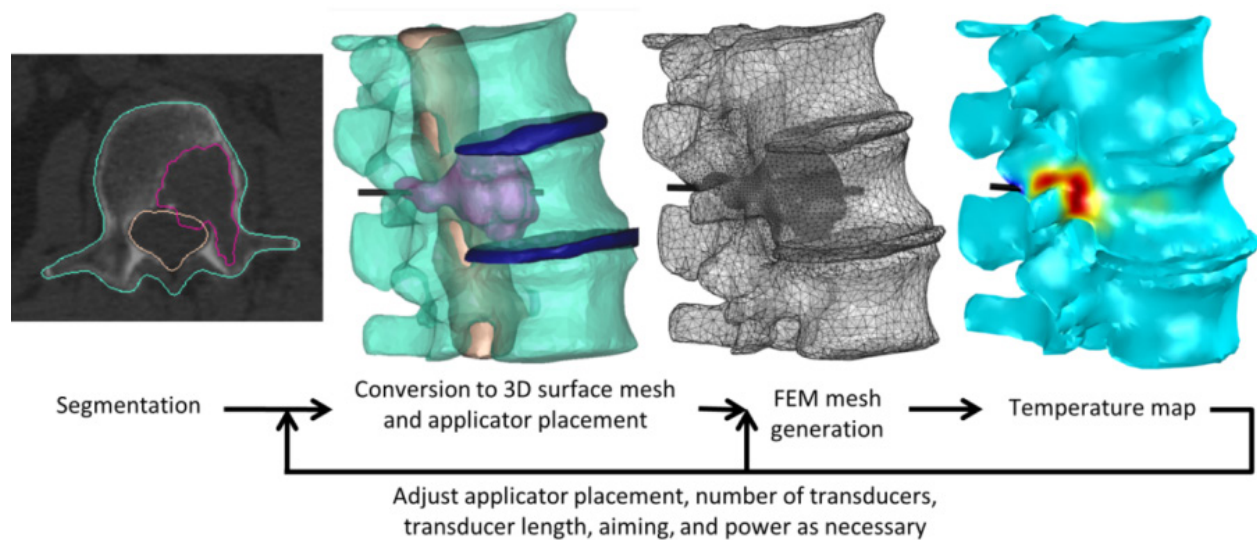 Segmentation
Conversion to 3D surface mesh
and applicator placement
FEM mesh
generation
Temperature map
Adjust applicator placement, number of transducers,
transducer length, aiming, and power as necessary